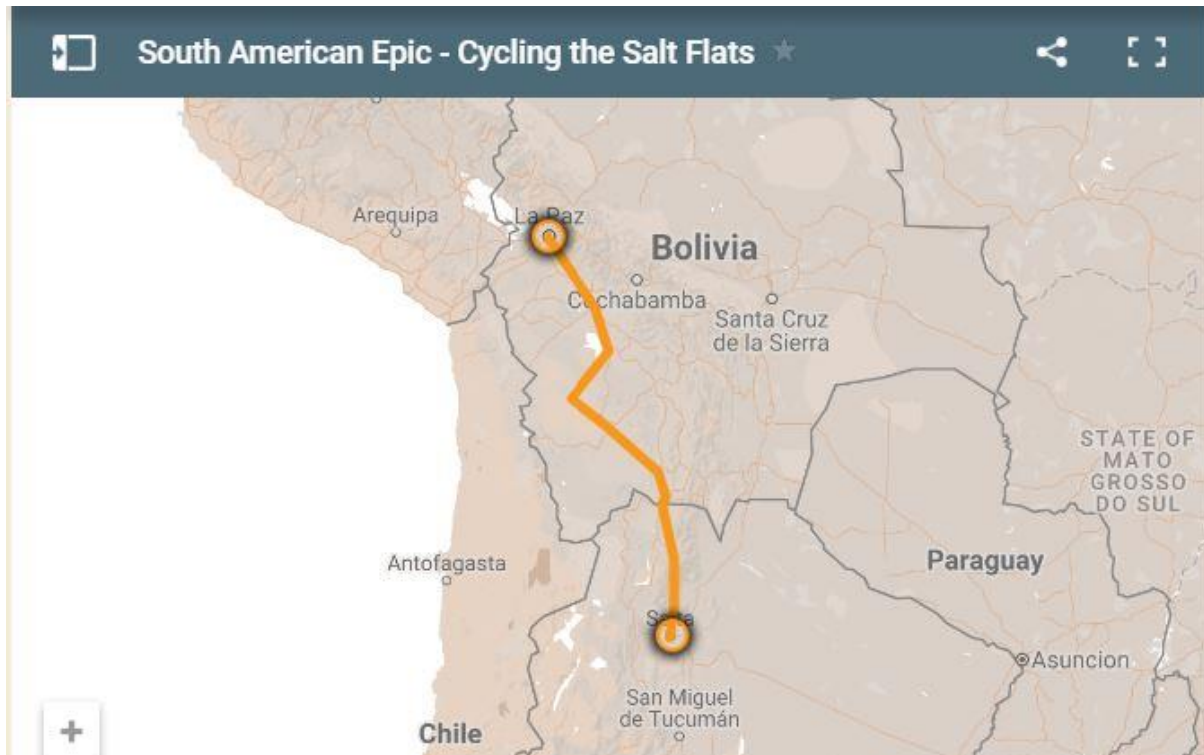 South American Epic - Cycling the Salt Flats
Arequipa
La Paz
Bolivia
Cochabamba
Santa Cruz
de la Sierra
STATE OF
MATO
GROSSO
DO SUL
Antofagasta
Paraguay
Salta
Asuncion
San Miguel
de Tucumán
Chile
+